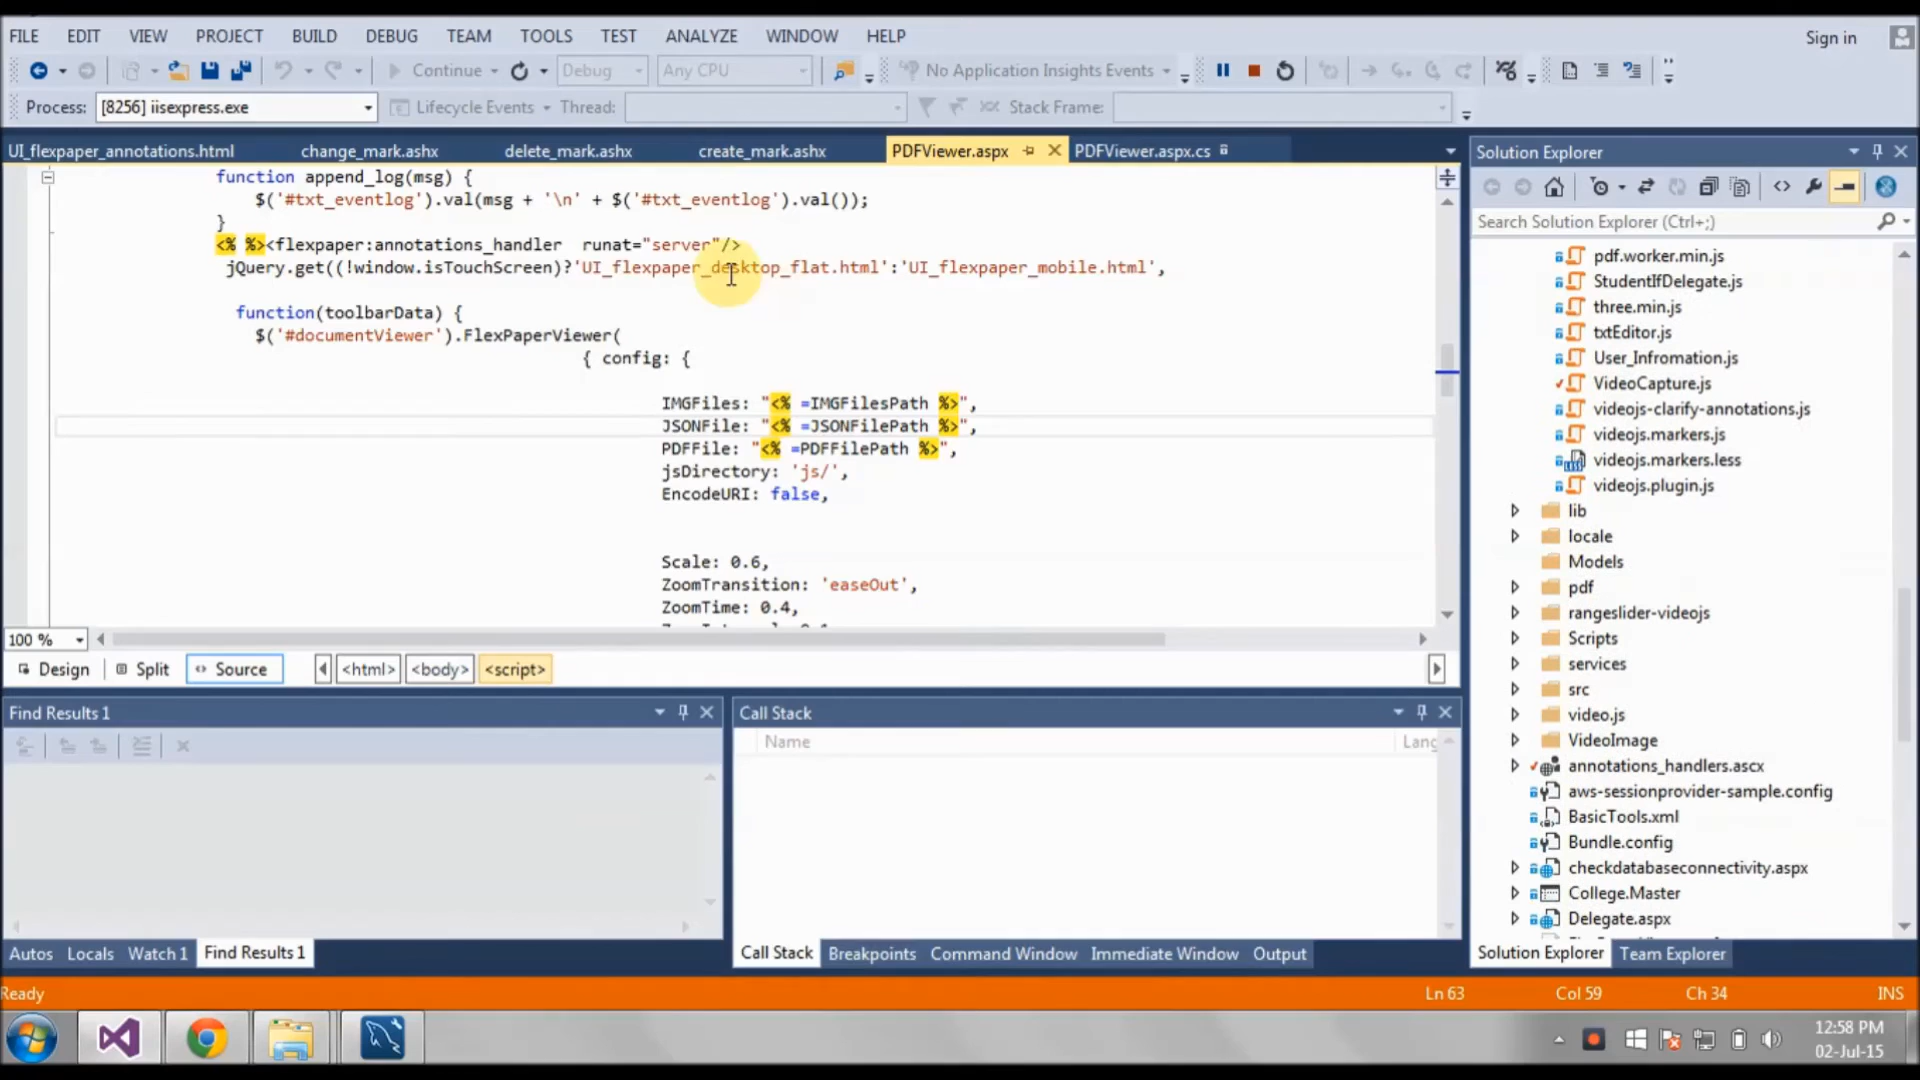 FILE EDIT VIEW PROJECT BUILD DEBUG TEAM TOOLS TEST ANALYZE WINDOW HELP Sign in
Continue Debug Any CPU No Application Insights Events
Process: [8256] iisexpress.exe Lifecycle Events Thread: Stack Frame:
UI_flexpaper_annotations.html change_mark.ashx delete_mark.ashx create_mark.ashx PDFViewer.aspx PDFViewer.aspx.cs
function append_log(msg) {
$('#txt_eventlog').val(msg + '\n' + $('#txt_eventlog').val());
}
<% %><flexpaper:annotations_handler runat="server"/>
jQuery.get((!window.isTouchScreen)?'UI_flexpaper_desktop_flat.html':'UI_flexpaper_mobile.html',
function(toolbarData) {
$('#documentViewer').FlexPaperViewer(
{ config: {
IMGFiles: "<% =IMGFilesPath %>",
JSONFile: "<% =JSONFilePath %>",
PDFFile: "<% =PDFFilePath %>",
jsDirectory: 'js/',
EncodeURI: false,
Scale: 0.6,
ZoomTransition: 'easeOut',
ZoomTime: 0.4,
100 %
Design Split Source <html> <body> <script>
Find Results 1
Call Stack
Name Lang
Autos Locals Watch 1 Find Results 1
Call Stack Breakpoints Command Window Immediate Window Output
Solution Explorer
Search Solution Explorer (Ctrl+;)
pdf.worker.min.js
StudentIfDelegate.js
three.min.js
txtEditor.js
User_Infromation.js
VideoCapture.js
videojs-clarify-annotations.js
videojs.markers.js
videojs.markers.less
videojs.plugin.js
lib
locale
Models
pdf
rangeslider-videojs
Scripts
services
src
video.js
VideoImage
annotations_handlers.ascx
aws-sessionprovider-sample.config
BasicTools.xml
Bundle.config
checkdatabaseconnectivity.aspx
College.Master
Delegate.aspx
Solution Explorer Team Explorer
Ready Ln 63 Col 59 Ch 34 INS
12:58 PM
02-Jul-15